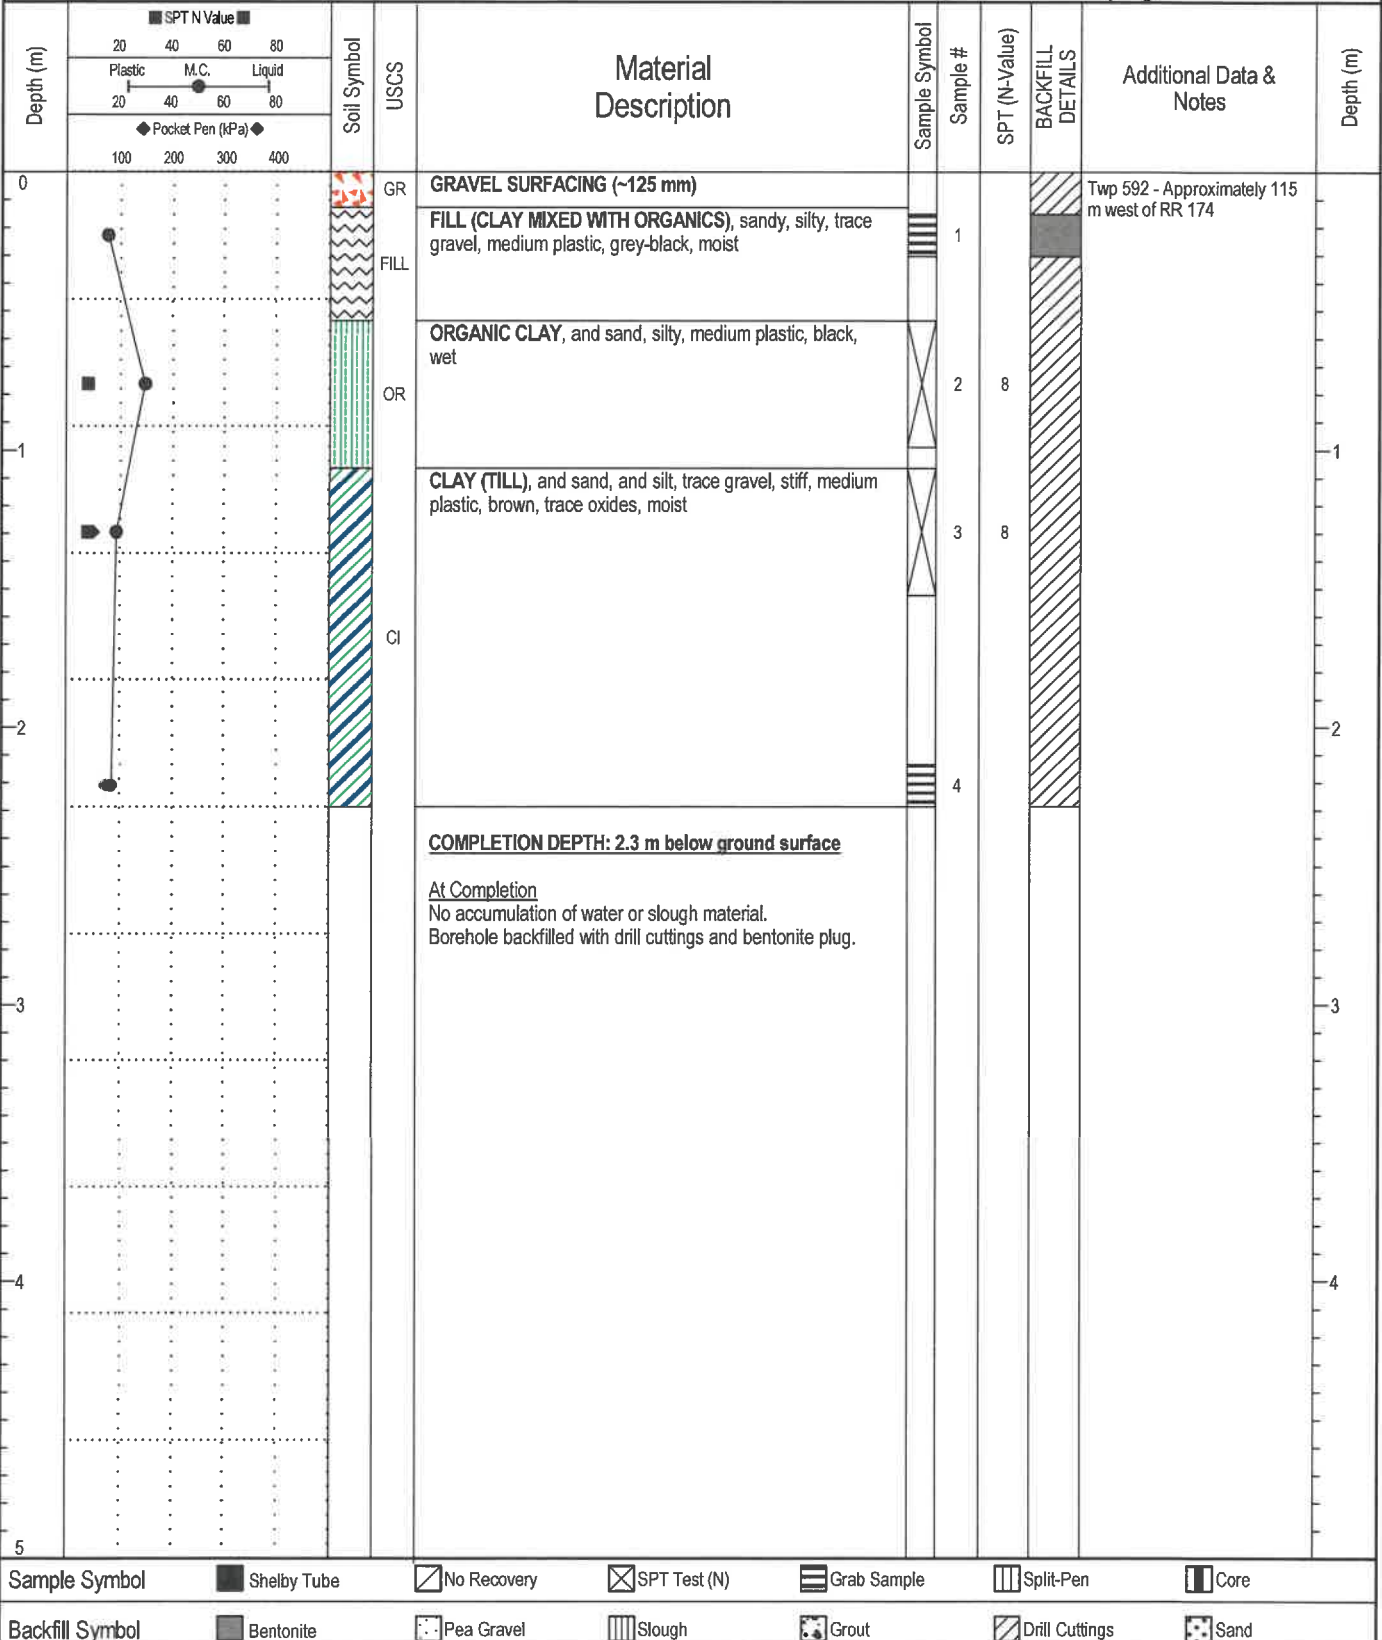 SPT N Value
20 40 60 80
Plastic M.C. Liquid
20 40 60 80
Pocket Pen (kPa)
100 200 300 400
Depth (m)
Soil Symbol
USCS
Material
Description
Sample Symbol
Sample #
SPT (N-Value)
BACKFILL
DETAILS
Additional Data &
Notes
Depth (m)
0
GR
GRAVEL SURFACING (~125 mm)
Twp 592 - Approximately 115
m west of RR 174
FILL
FILL (CLAY MIXED WITH ORGANICS), sandy, silty, trace
gravel, medium plastic, grey-black, moist
1
OR
ORGANIC CLAY, and sand, silty, medium plastic, black,
wet
2 8
1 1
CI
CLAY (TILL), and sand, and silt, trace gravel, stiff, medium
plastic, brown, trace oxides, moist
3 8
2 2
4
COMPLETION DEPTH: 2.3 m below ground surface
At Completion
No accumulation of water or slough material.
Borehole backfilled with drill cuttings and bentonite plug.
3 3
4 4
5
Sample Symbol Shelby Tube No Recovery SPT Test (N) Grab Sample Split-Pen Core
Backfill Symbol Bentonite Pea Gravel Slough Grout Drill Cuttings Sand